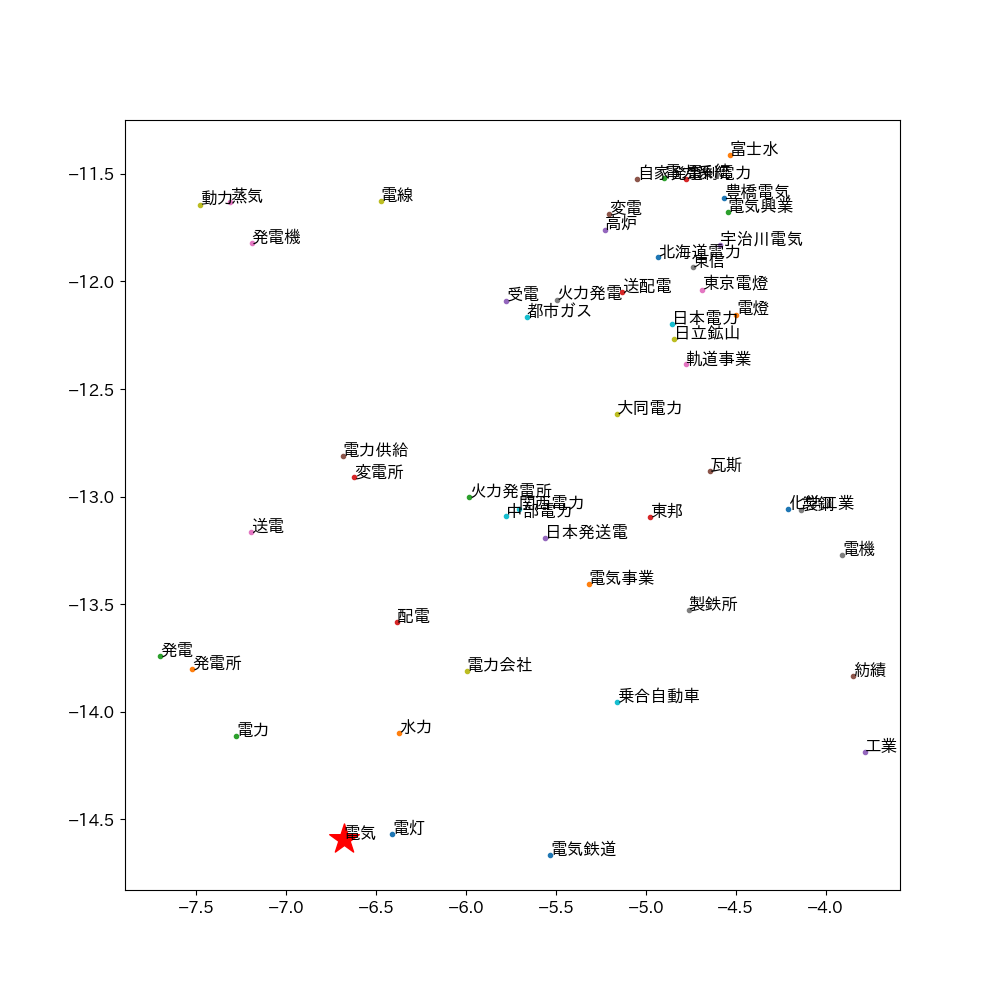 富士水
自家発電
電力系統
電力
豊橋電気
電気興業
動力
蒸気
電線
変電
高炉
発電機
宇治川電気
北海道電力
東信
受電
火力発電
送配電
東京電燈
都市ガス
電燈
日本電力
日立鉱山
軌道事業
大同電力
電力供給
変電所
瓦斯
火力発電所
関西電力
中部電力
東邦
日本発送電
送電
電機
電気事業
製鉄所
配電
発電
発電所
電力会社
紡績
乗合自動車
電力
水力
工業
電気
電灯
電気鉄道
−11.5
−12.0
−12.5
−13.0
−13.5
−14.0
−14.5
−7.5 −7.0 −6.5 −6.0 −5.5 −5.0 −4.5 −4.0